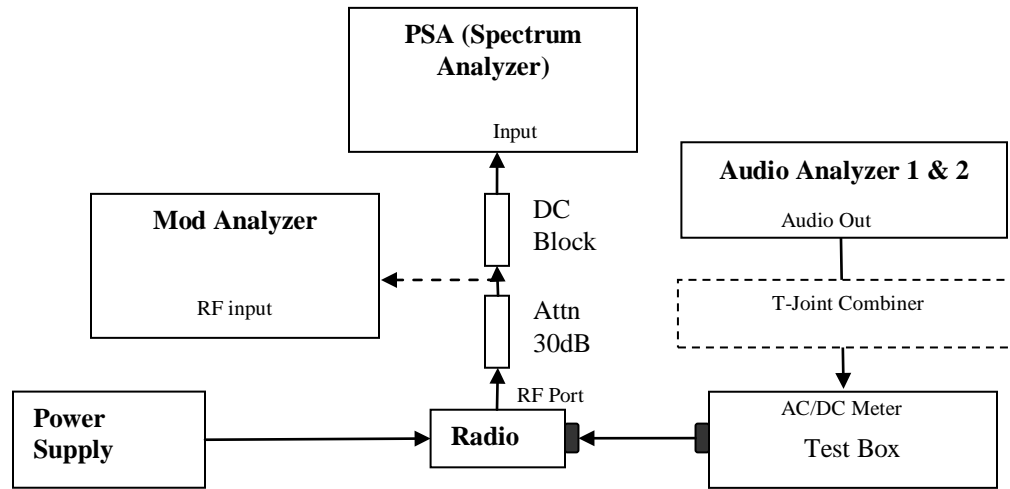 PSA (Spectrum
Analyzer)
Input
Audio Analyzer 1 & 2
Audio Out
Mod Analyzer
RF input
DC
Block
Attn
30dB
T-Joint Combiner
RF Port
Power
Supply
Radio
AC/DC Meter
Test Box